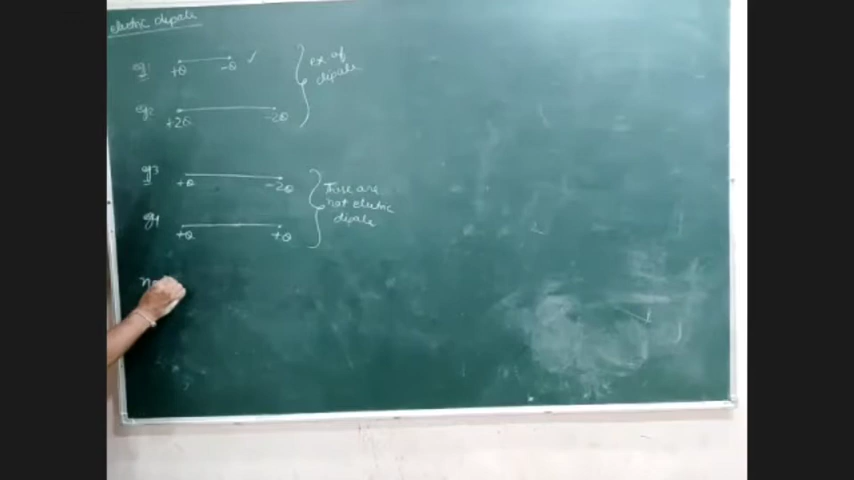 electric dipole
eg1 +Q -Q ✓
eg2 +2Q -2Q
ex of
dipole
eg3 +Q -2Q
eg4 +Q +Q
These are
not electric
dipole